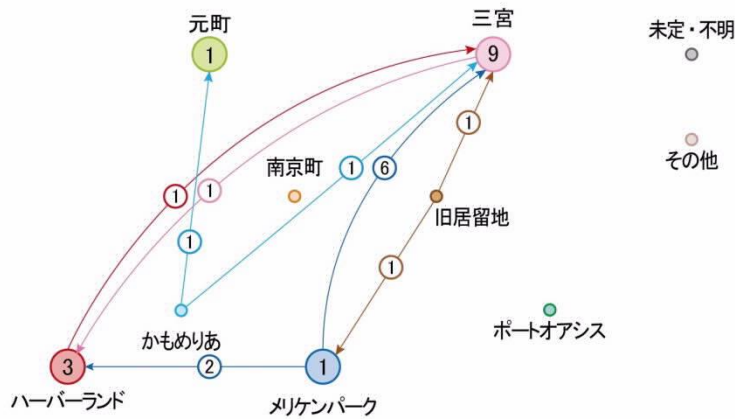 元町
三宮
未定・不明
1
9
1
その他
南京町
1
6
1
1
旧居留地
1
1
ポートオアシス
かもめりあ
3
2
1
ハーバーランド
メリケンパーク